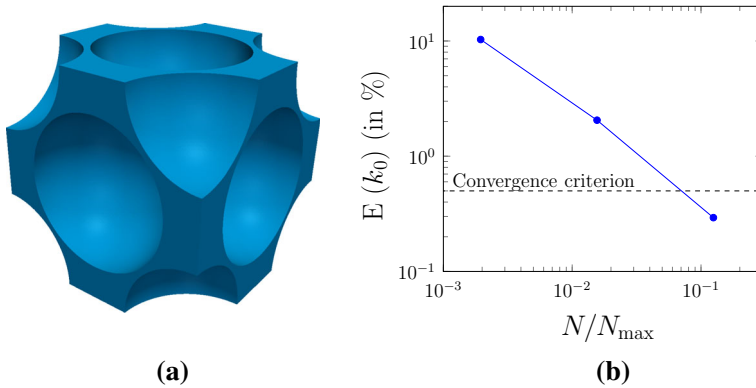 10^1
10^0
10^-1
E (k_0) (in %)
Convergence criterion
10^-3
10^-2
10^-1
N/N_max
(a)
(b)